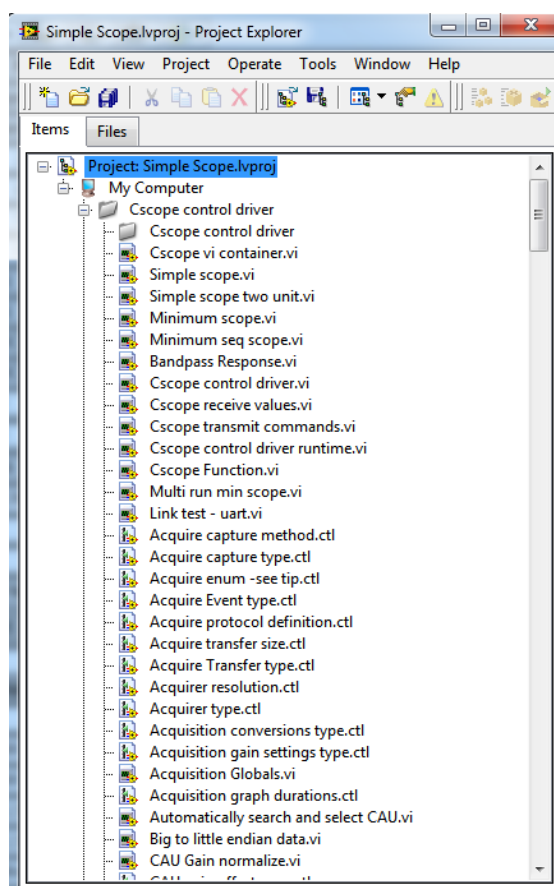 Simple Scope.lvproj - Project Explorer
File Edit View Project Operate Tools Window Help
Items Files
Project: Simple Scope.lvproj
My Computer
Cscope control driver
Cscope control driver
Cscope vi container.vi
Simple scope.vi
Simple scope two unit.vi
Minimum scope.vi
Minimum seq scope.vi
Bandpass Response.vi
Cscope control driver.vi
Cscope receive values.vi
Cscope transmit commands.vi
Cscope control driver runtime.vi
Cscope Function.vi
Multi run min scope.vi
Link test - uart.vi
Acquire capture method.ctl
Acquire capture type.ctl
Acquire enum -see tip.ctl
Acquire Event type.ctl
Acquire protocol definition.ctl
Acquire transfer size.ctl
Acquire Transfer type.ctl
Acquirer resolution.ctl
Acquirer type.ctl
Acquisition conversions type.ctl
Acquisition gain settings type.ctl
Acquisition Globals.vi
Acquisition graph durations.ctl
Automatically search and select CAU.vi
Big to little endian data.vi
CAU Gain normalize.vi